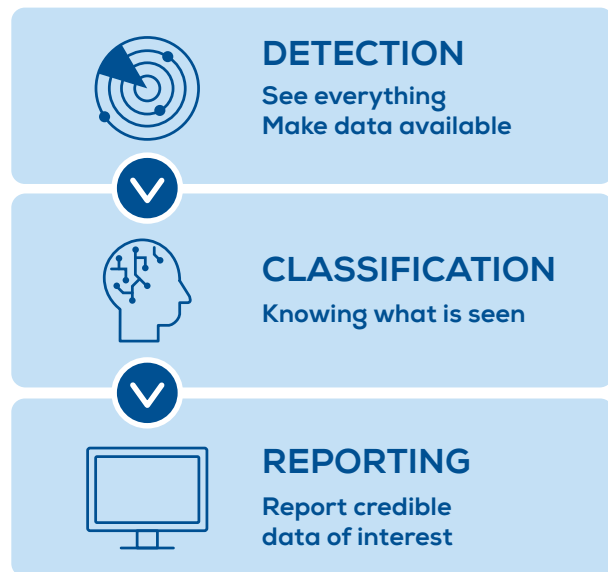 DETECTION
See everything
Make data available
CLASSIFICATION
Knowing what is seen
REPORTING
Report credible
data of interest